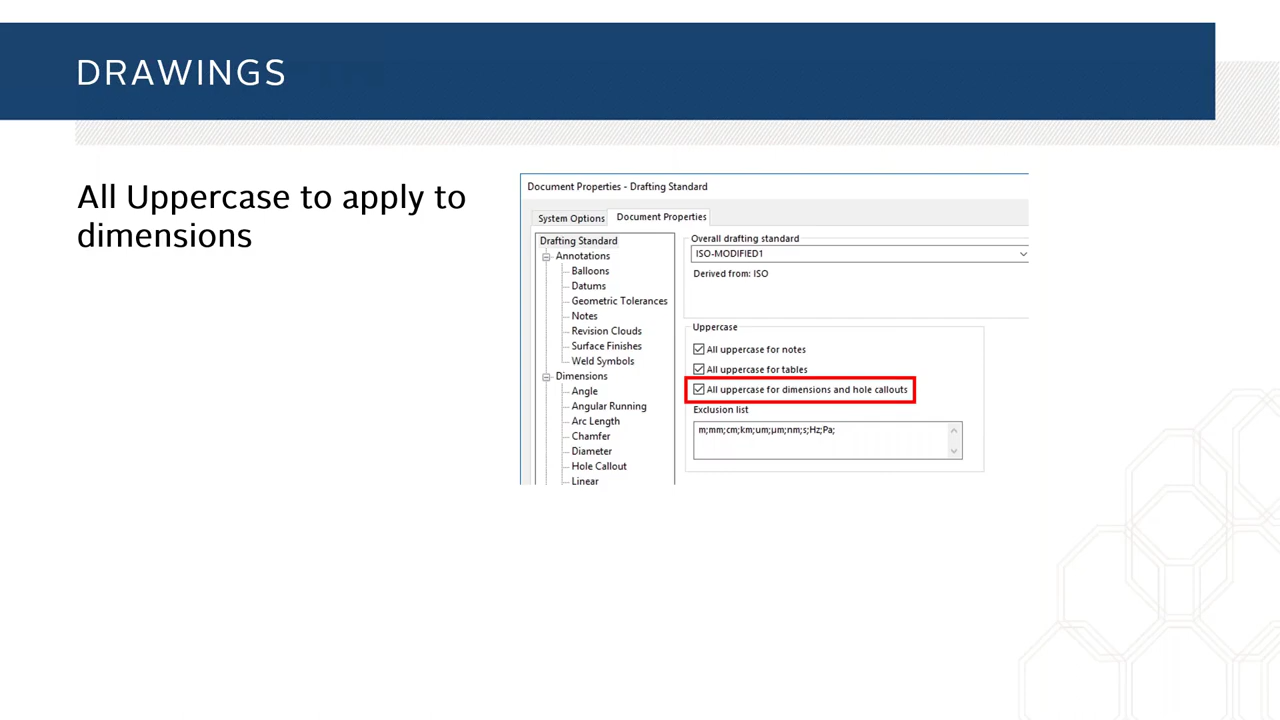 DRAWINGS
All Uppercase to apply to
dimensions
Document Properties - Drafting Standard
System Options
Document Properties
Drafting Standard
Annotations
Balloons
Datums
Geometric Tolerances
Notes
Revision Clouds
Surface Finishes
Weld Symbols
Dimensions
Angle
Angular Running
Arc Length
Chamfer
Diameter
Hole Callout
Linear
Overall drafting standard
ISO-MODIFIED1
Derived from: ISO
Uppercase
All uppercase for notes
All uppercase for tables
All uppercase for dimensions and hole callouts
Exclusion list
m;mm;cm;km;um;µm;nm;s;Hz;Pa;